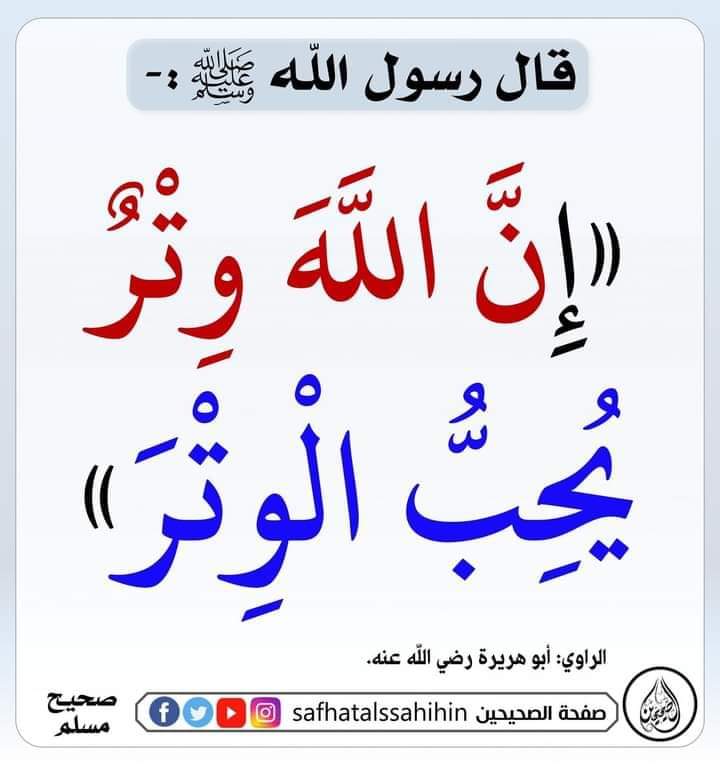 قال رسول الله ﷺ :-
«إِنَّ اللَّهَ وِتْرٌ
يُحِبُّ الْوِتْرَ»
الراوي: أبو هريرة رضي الله عنه.
صفحة الصحيحين safhatalssahihin
صحيح
مسلم
الصحيحين